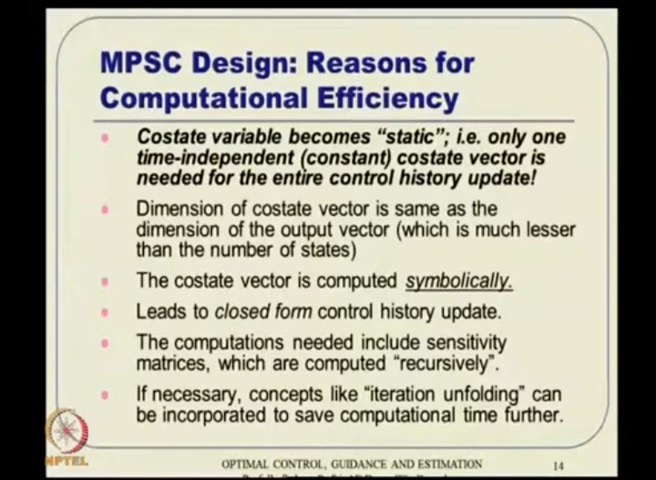 MPSC Design: Reasons for
Computational Efficiency
Costate variable becomes “static”; i.e. only one
time-independent (constant) costate vector is
needed for the entire control history update!
Dimension of costate vector is same as the
dimension of the output vector (which is much lesser
than the number of states)
The costate vector is computed symbolically.
Leads to closed form control history update.
The computations needed include sensitivity
matrices, which are computed “recursively”.
If necessary, concepts like “iteration unfolding” can
be incorporated to save computational time further.
NPTEL
OPTIMAL CONTROL, GUIDANCE AND ESTIMATION
14